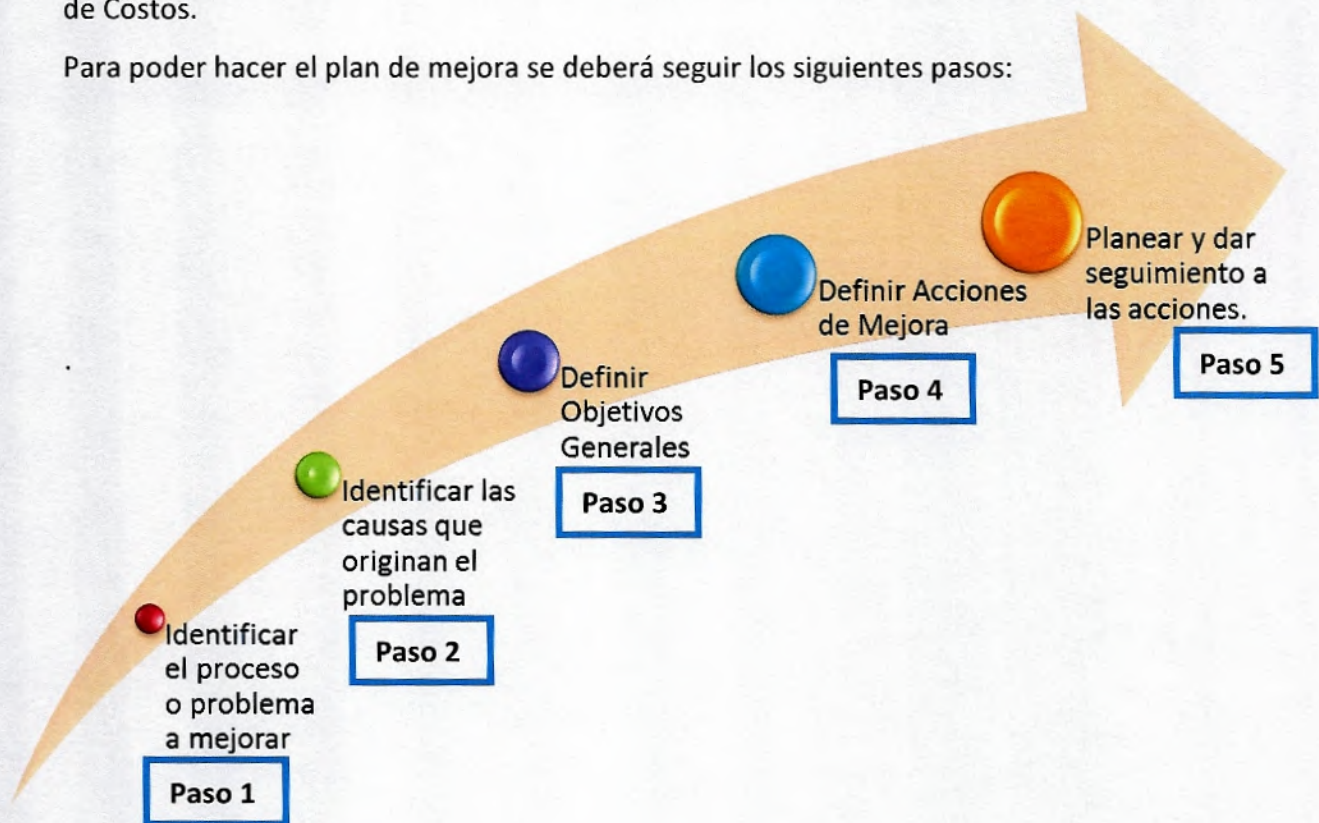 de Costos.
Para poder hacer el plan de mejora se deberá seguir los siguientes pasos:
Identificar
el proceso
o problema
a mejorar
Paso 1
Identificar las
causas que
originan el
problema
Paso 2
Definir
Objetivos
Generales
Paso 3
Definir Acciones
de Mejora
Paso 4
Planear y dar
seguimiento a
las acciones.
Paso 5